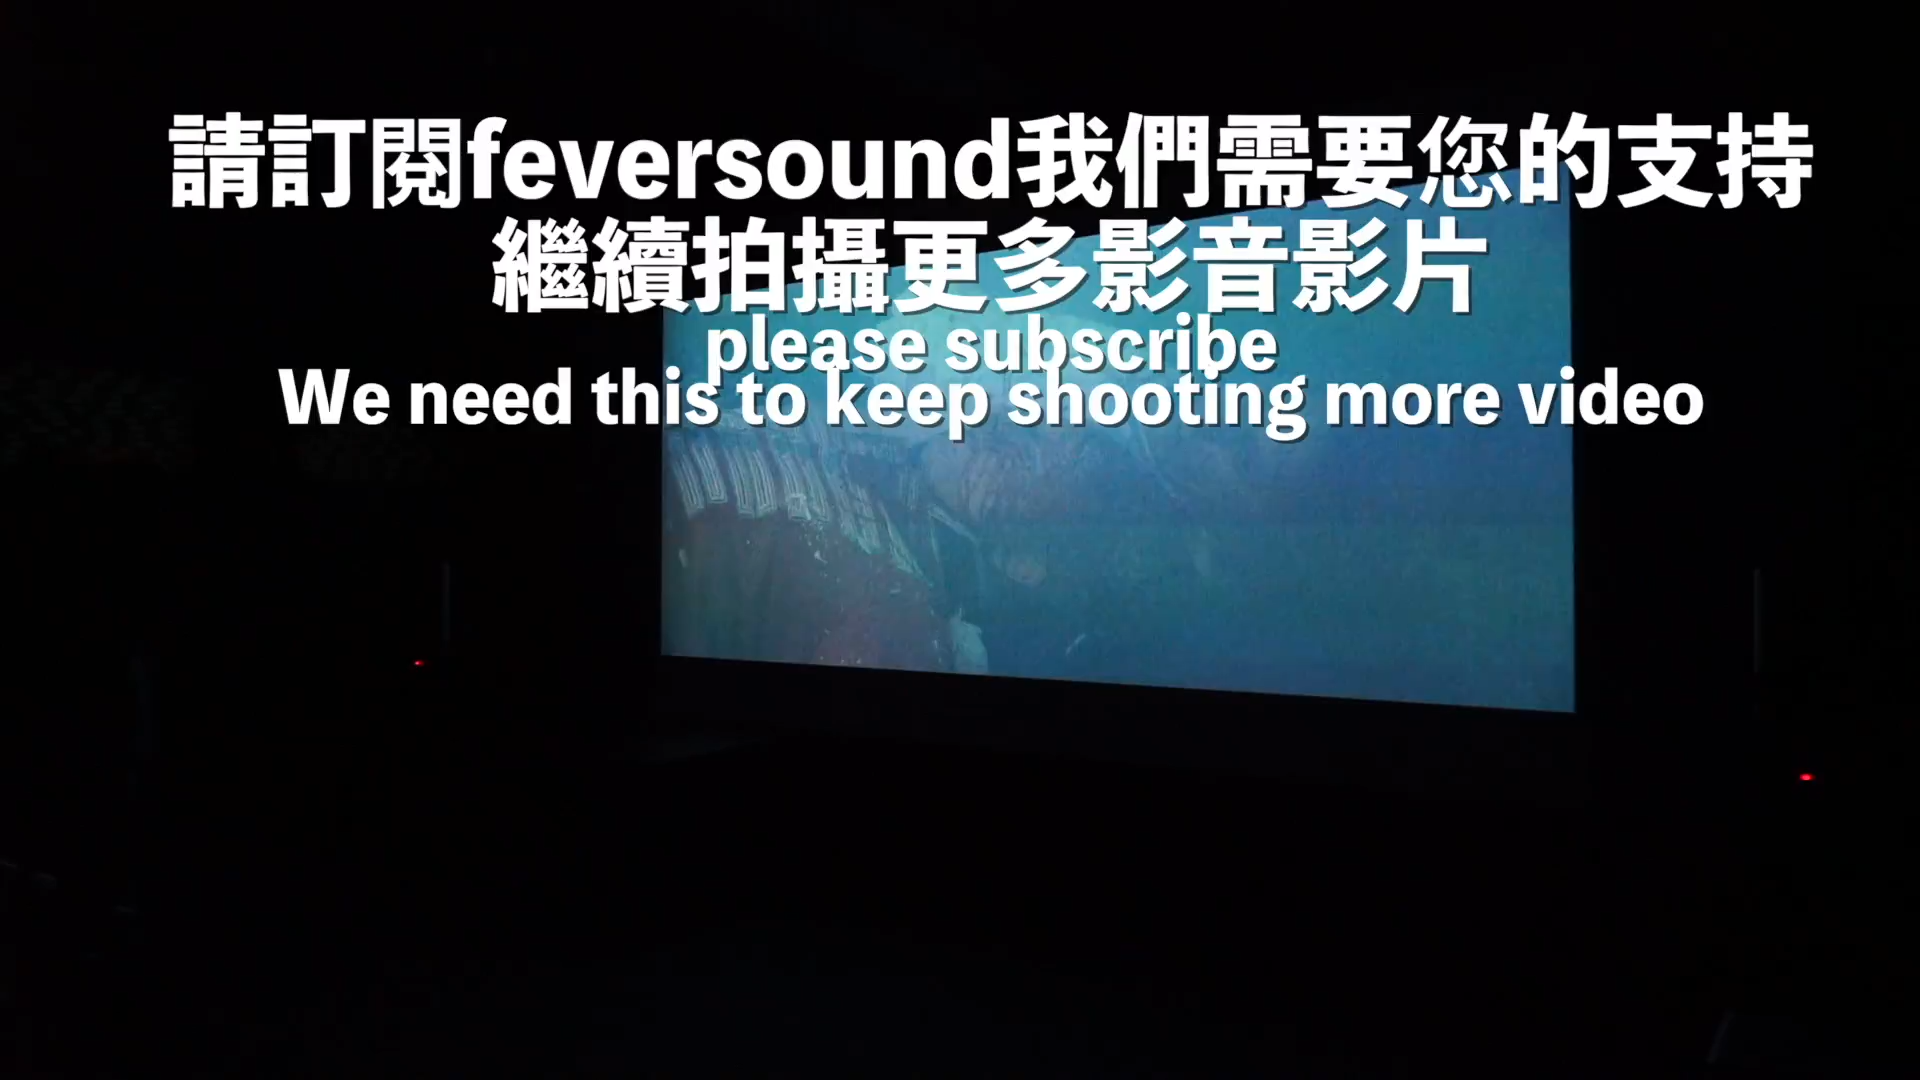 請訂閱feversound我們需要您的支持
繼續拍攝更多影音影片
please subscribe
We need this to keep shooting more video